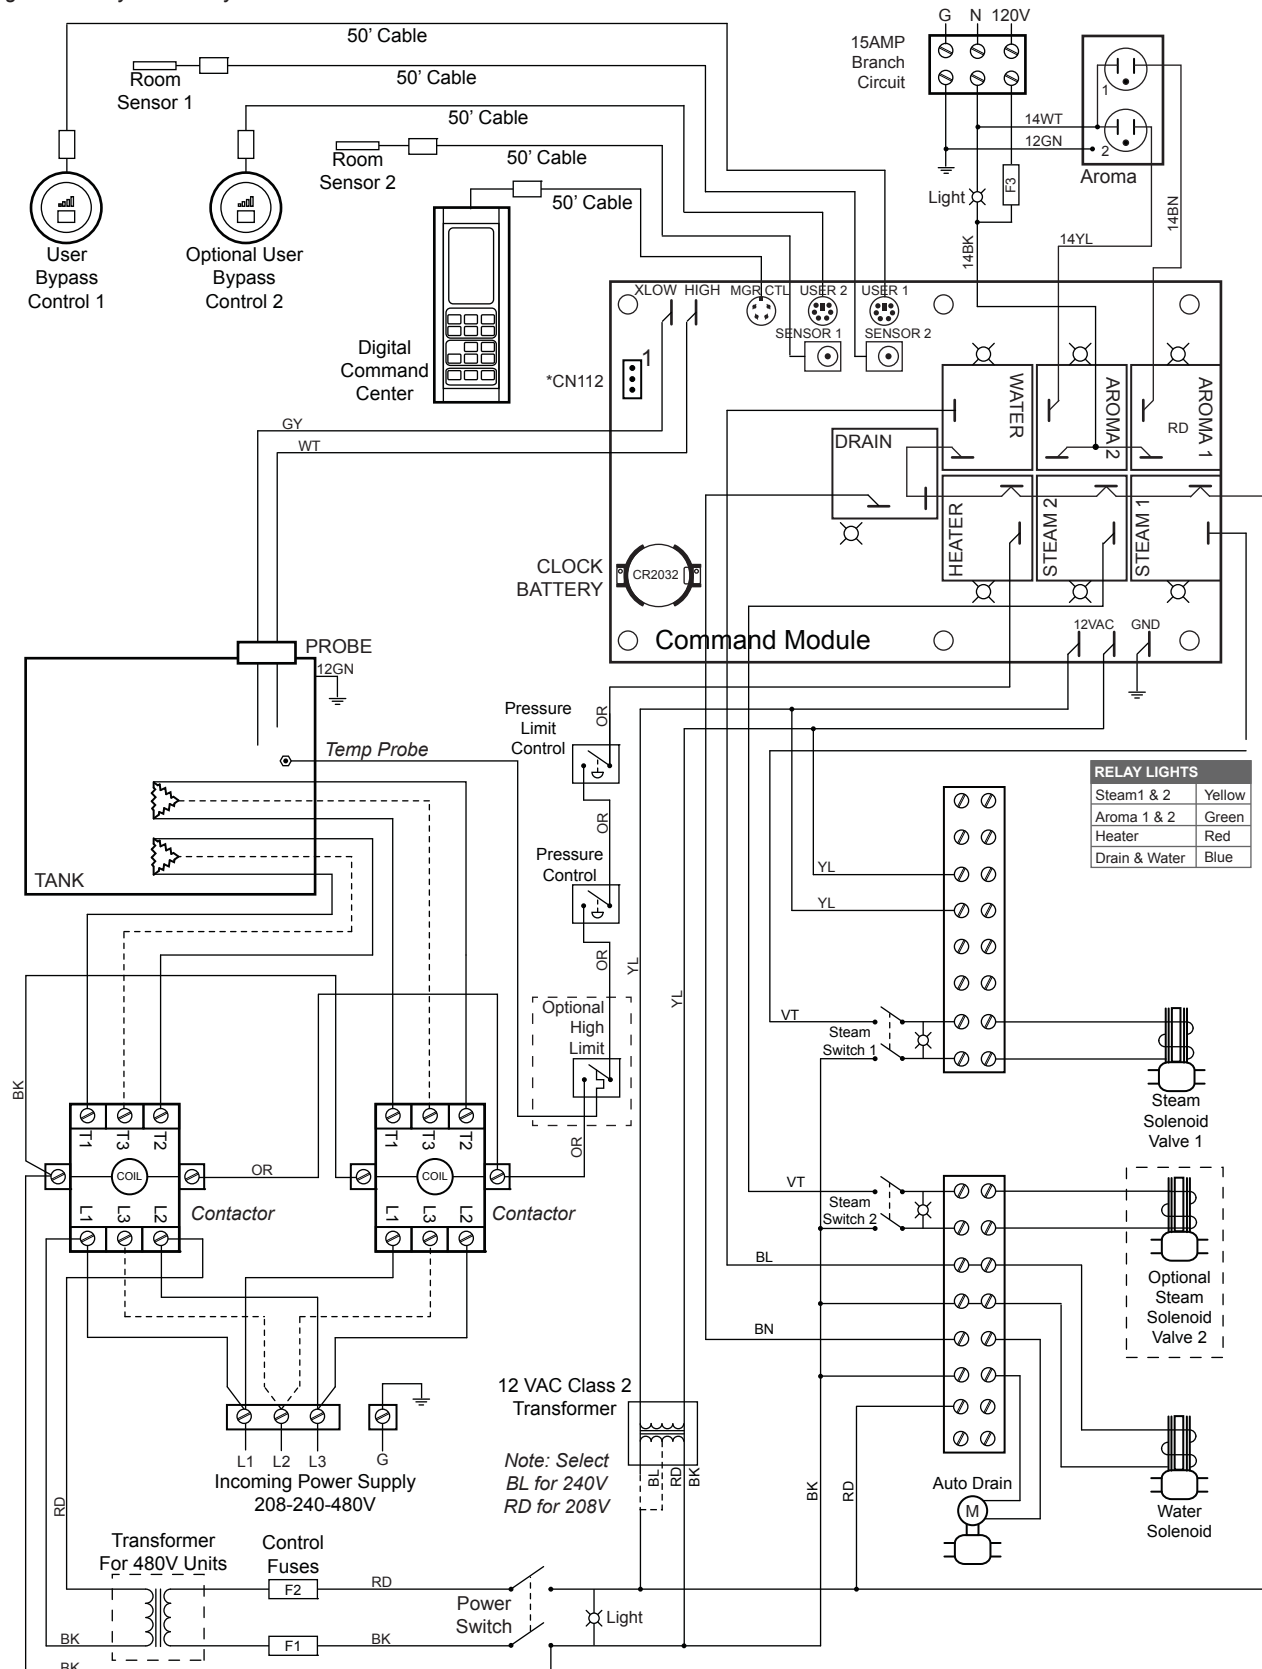 G N 120V
15AMP
Branch
Circuit
50’ Cable
50’ Cable
50’ Cable
50’ Cable
50’ Cable
Room
Sensor 1
Room
Sensor 2
User
Bypass
Control 1
Optional User
Bypass
Control 2
Digital
Command
Center
1
2
Aroma
14WT
12GN
Light
F3
14BK
14YL
14BN
XLOW HIGH MGR CTL USER 2 USER 1
SENSOR 1 SENSOR 2
*CN112
1
GY
WT
WATER
AROMA 2
AROMA 1
RD
DRAIN
HEATER
STEAM 2
STEAM 1
CLOCK
BATTERY
CR2032
Command Module
12VAC GND
PROBE
12GN
Temp Probe
TANK
Pressure
Limit
Control
OR
OR
Pressure
Control
OR
Optional
High
Limit
OR
YL
YL
YL
YL
RELAY LIGHTS
Steam1 & 2 Yellow
Aroma 1 & 2 Green
Heater Red
Drain & Water Blue
VT
Steam
Switch 1
Steam
Solenoid
Valve 1
BK
T1 T3 T2
COIL
L1 L3 L2
Contactor
OR
T1 T3 T2
COIL
L1 L3 L2
Contactor
VT
Steam
Switch 2
BL
BN
Optional
Steam
Solenoid
Valve 2
L1 L2 L3 G
Incoming Power Supply
208-240-480V
12 VAC Class 2
Transformer
Note: Select
BL for 240V
RD for 208V
BL
RD
BK
BK
RD
Auto Drain
M
Water
Solenoid
RD
Transformer
For 480V Units
Control
Fuses
F2
RD
F1
BK
Power
Switch
Light
BK
BK